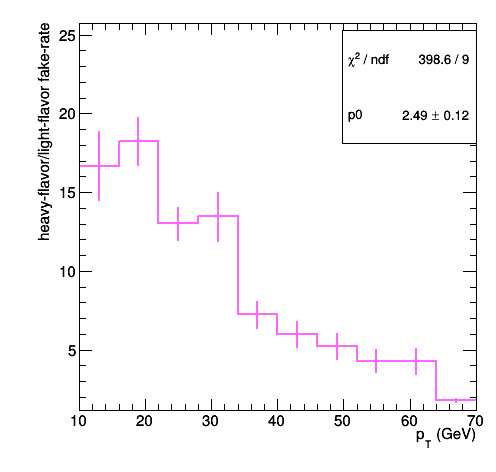 heavy-flavor/light-flavor fake-rate
25
20
15
10
5
χ² / ndf 398.6 / 9
p0 2.49 ± 0.12
10 20 30 40 50 60 70
p_T (GeV)